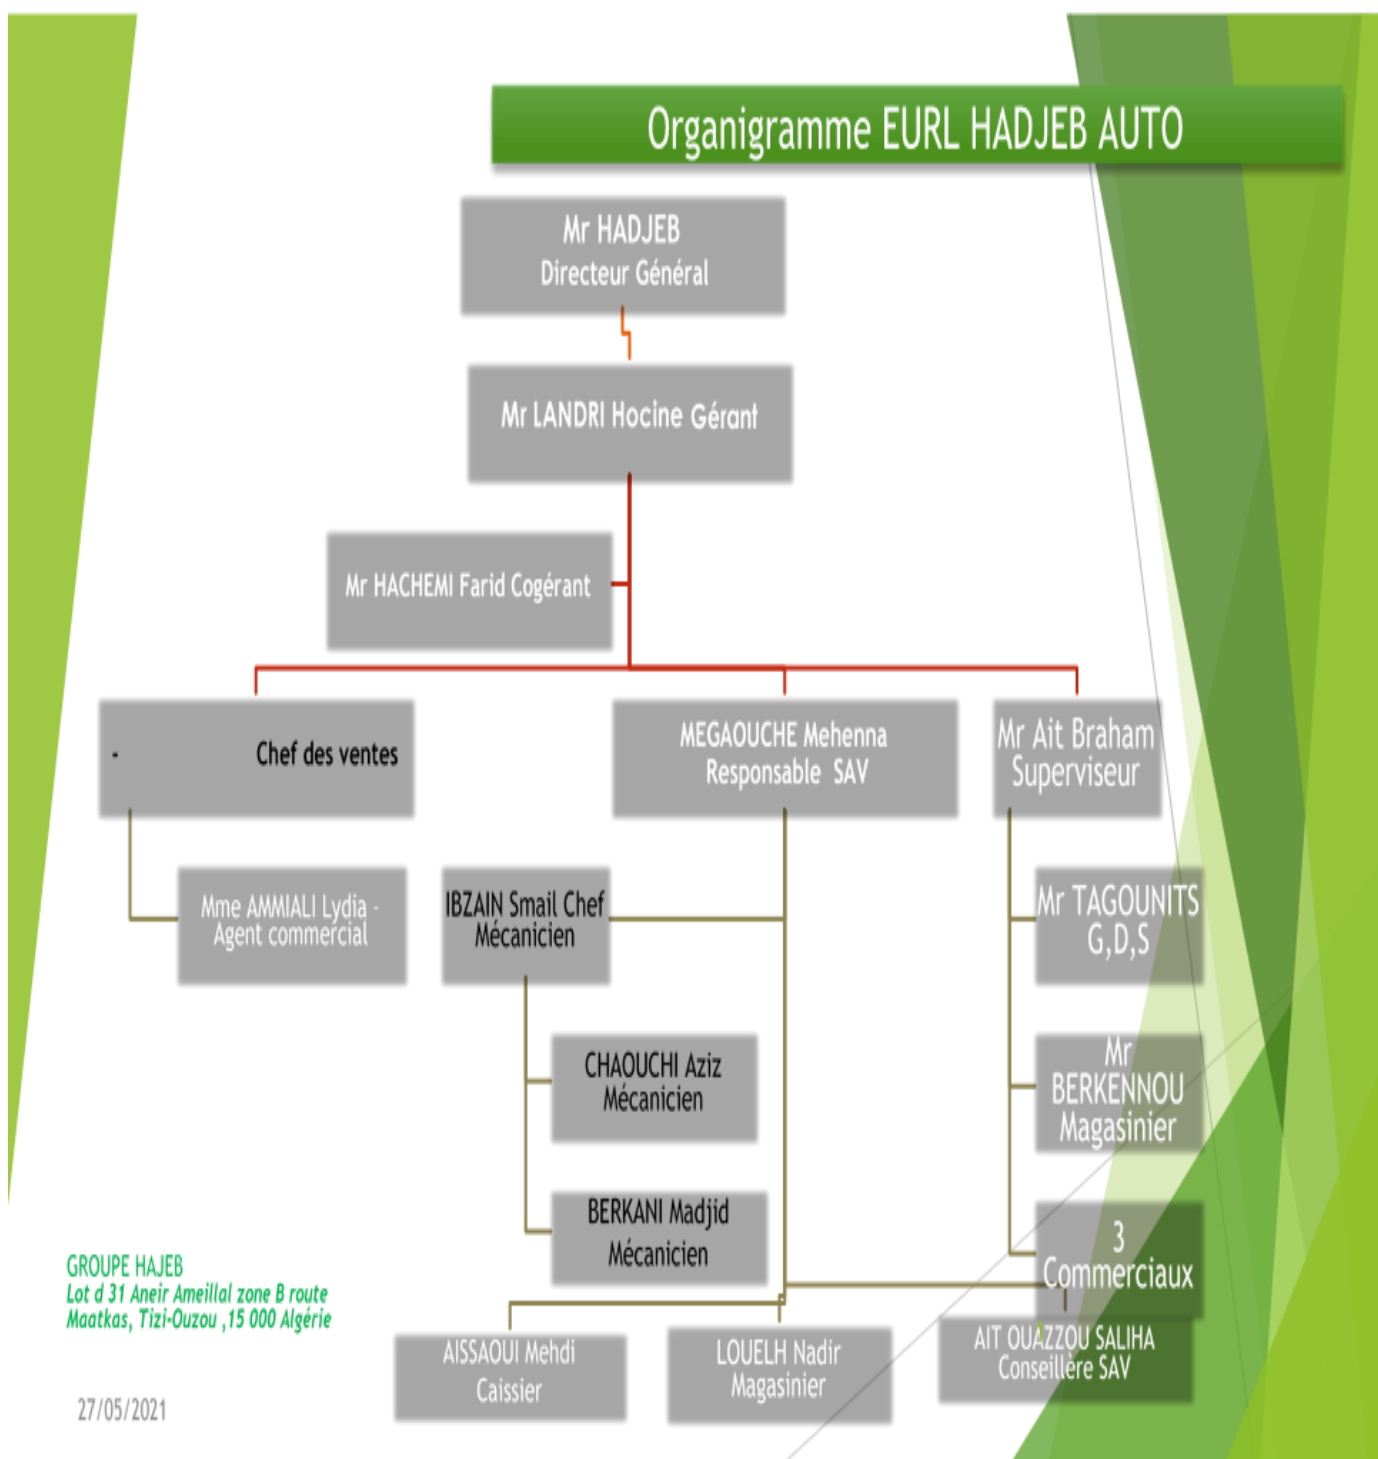 Organigramme EURL HADJEB AUTO
Mr HADJEB
Directeur Général
Mr LANDRI Hocine Gérant
Mr HACHEMI Farid Cogérant
- Chef des ventes
MEGAOUCHE Mehenna
Responsable SAV
Mr Ait Braham
Superviseur
Mme AMMIALI Lydia -
Agent commercial
IBZAIN Smail Chef
Mécanicien
Mr TAGOUNITS
G,D,S
CHAOUCHI Aziz
Mécanicien
Mr
BERKENNOU
Magasinier
BERKANI Madjid
Mécanicien
3
Commerciaux
GROUPE HAJEB
Lot d 31 Aneir Ameillal zone B route
Maatkas, Tizi-Ouzou ,15 000 Algérie
AISSAOUI Mehdi
Caissier
LOUELH Nadir
Magasinier
AIT OUAZZOU SALIHA
Conseillère SAV
27/05/2021